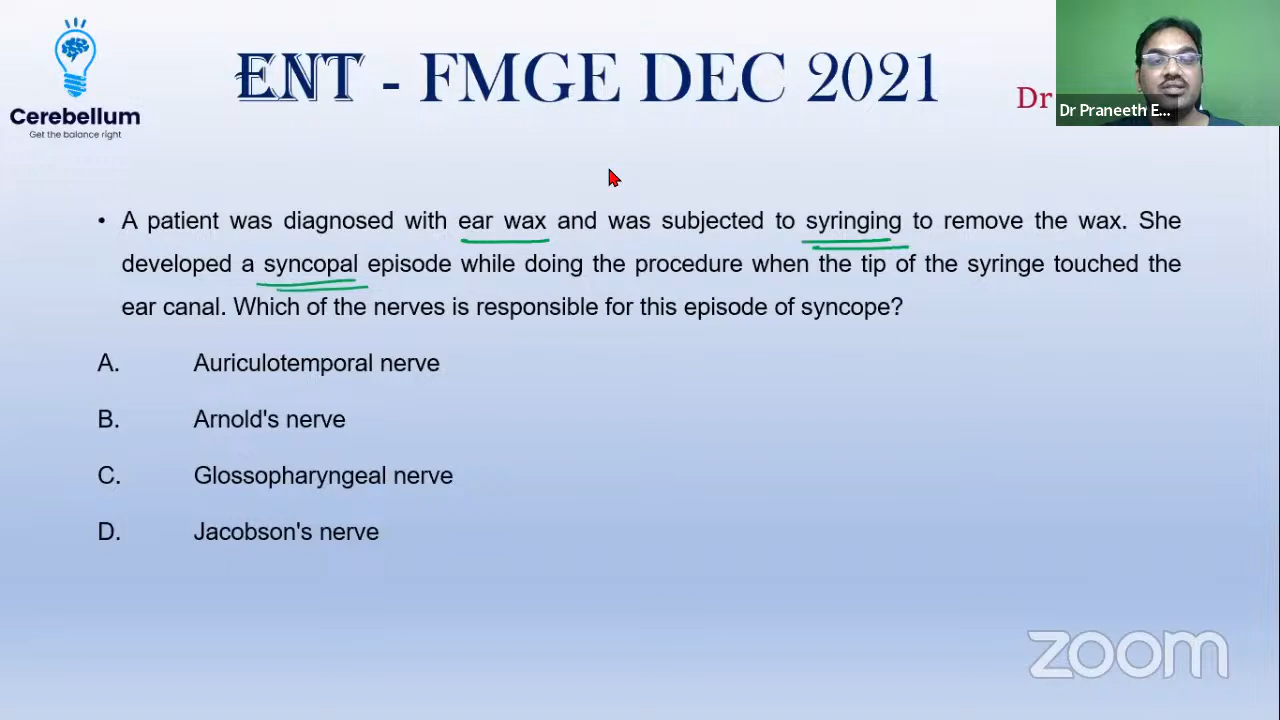 Cerebellum
Get the balance right
ENT - FMGE DEC 2021
Dr
Dr Praneeth E...
• A patient was diagnosed with ear wax and was subjected to syringing to remove the wax. She
developed a syncopal episode while doing the procedure when the tip of the syringe touched the
ear canal. Which of the nerves is responsible for this episode of syncope?
A. Auriculotemporal nerve
B. Arnold's nerve
C. Glossopharyngeal nerve
D. Jacobson's nerve
zoom